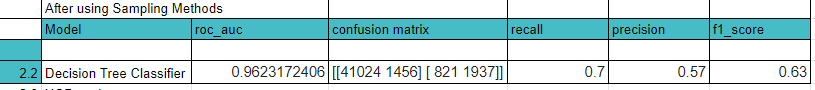 After using Sampling Methods
Model roc_auc confusion matrix recall precision f1_score
2.2 Decision Tree Classifier 0.9623172406 [[41024 1456] [ 821 1937]] 0.7 0.57 0.63